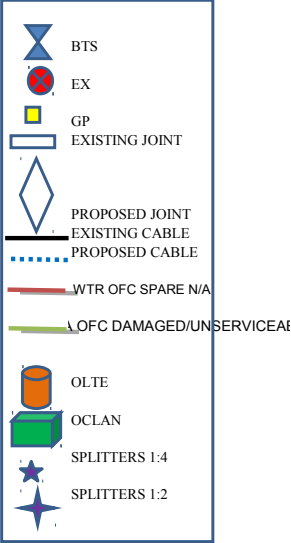 BTS
EX
GP
EXISTING JOINT
PROPOSED JOINT
EXISTING CABLE
PROPOSED CABLE
WTR OFC SPARE N/A
OFC DAMAGED/UNSERVICEAB
OLTE
OCLAN
SPLITTERS 1:4
SPLITTERS 1:2